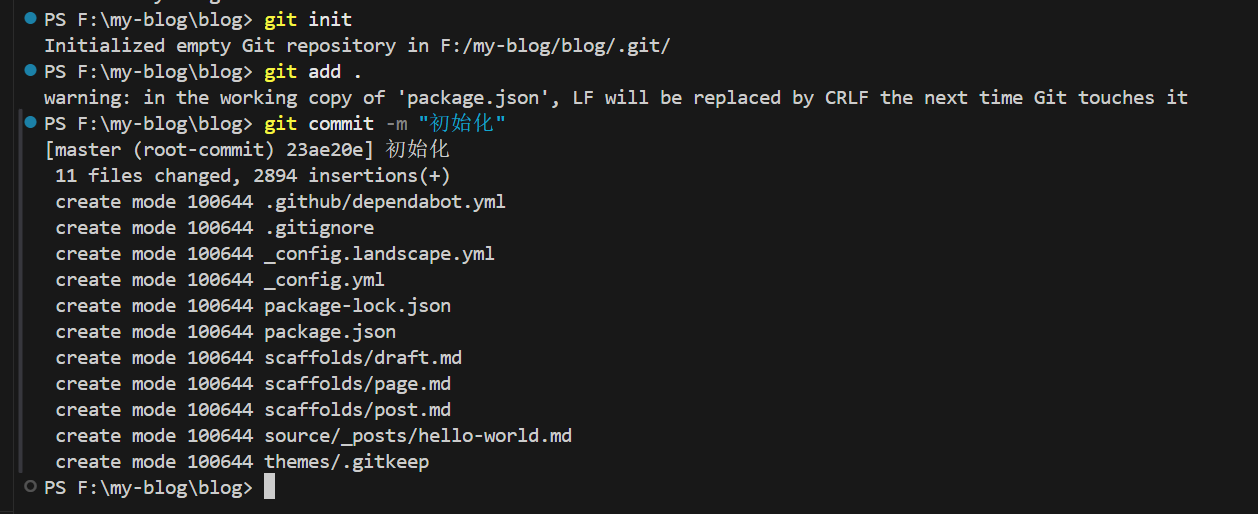 PS F:\my-blog\blog> git init
Initialized empty Git repository in F:/my-blog/blog/.git/
PS F:\my-blog\blog> git add .
warning: in the working copy of 'package.json', LF will be replaced by CRLF the next time Git touches it
PS F:\my-blog\blog> git commit -m "初始化"
[master (root-commit) 23ae20e] 初始化
 11 files changed, 2894 insertions(+)
 create mode 100644 .github/dependabot.yml
 create mode 100644 .gitignore
 create mode 100644 _config.landscape.yml
 create mode 100644 _config.yml
 create mode 100644 package-lock.json
 create mode 100644 package.json
 create mode 100644 scaffolds/draft.md
 create mode 100644 scaffolds/page.md
 create mode 100644 scaffolds/post.md
 create mode 100644 source/_posts/hello-world.md
 create mode 100644 themes/.gitkeep
PS F:\my-blog\blog>